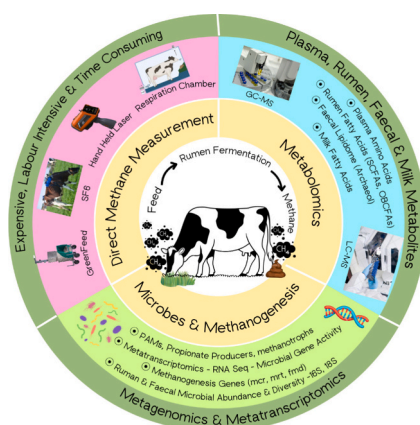 Expensive, Labour Intensive & Time Consuming
Plasma, Rumen, Faecal & Milk Metabolites
Metagenomics & Metatranscriptomics
Direct Methane Measurement
Metabolomics
Microbes & Methanogenesis
Respiration Chamber
Hand Held Laser
SF6
GreenFeed
GC-MS
Plasma Amino Acids
Rumen Fatty Acids (SCFAs, OBCFAs)
Faecal Lipidome (Archaeol)
Milk Fatty Acids
LC-MS
PAMs, Propionate Producers, methanotrophs
Metatranscriptomics - RNA Seq - Microbial Gene Activity
Methanogenesis Genes (mcr, mrt, fmd)
Ruman & Faecal Microbial Abundance & Diversity -16S, 18S
Feed
Rumen Fermentation
Methane